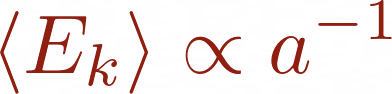 ⟨E_k⟩ ∝ a^{-1}